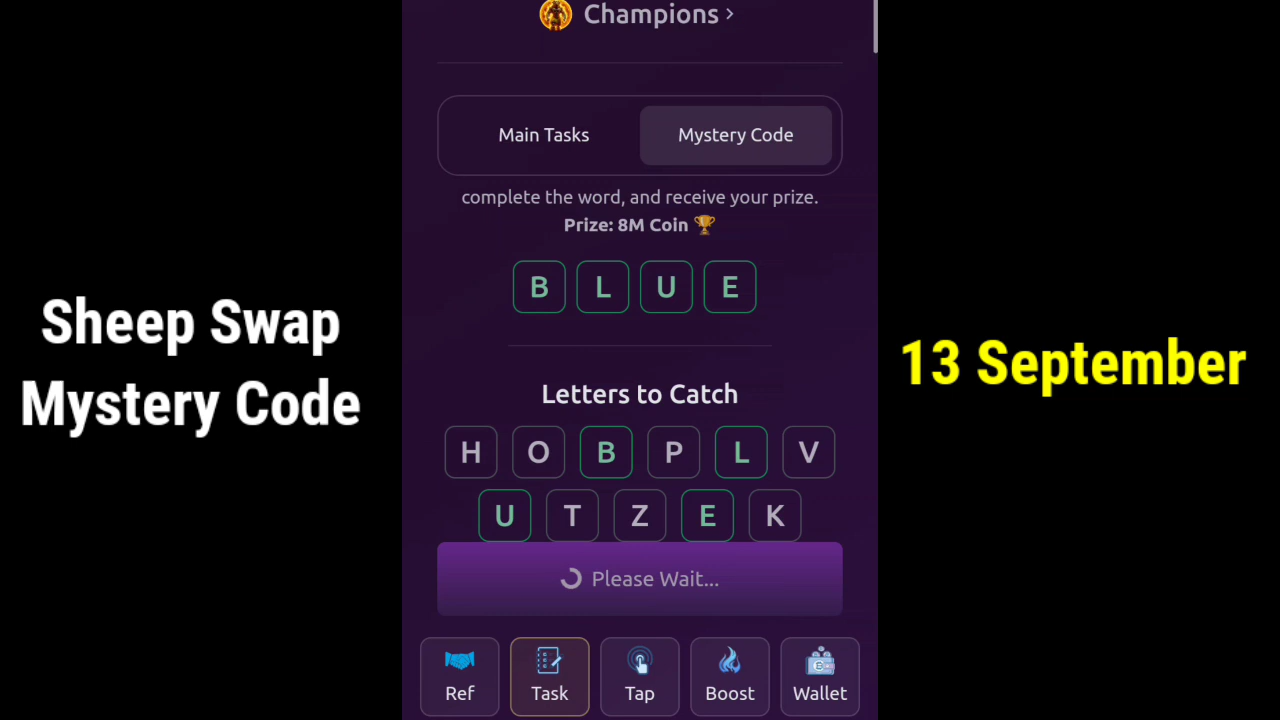 Champions >
Main Tasks
Mystery Code
complete the word, and receive your prize.
Prize: 8M Coin 🏆
B L U E
Letters to Catch
H O B P L V
U T Z E K
Please Wait...
Ref
Task
Tap
Boost
Wallet
Sheep Swap
Mystery Code
13 September